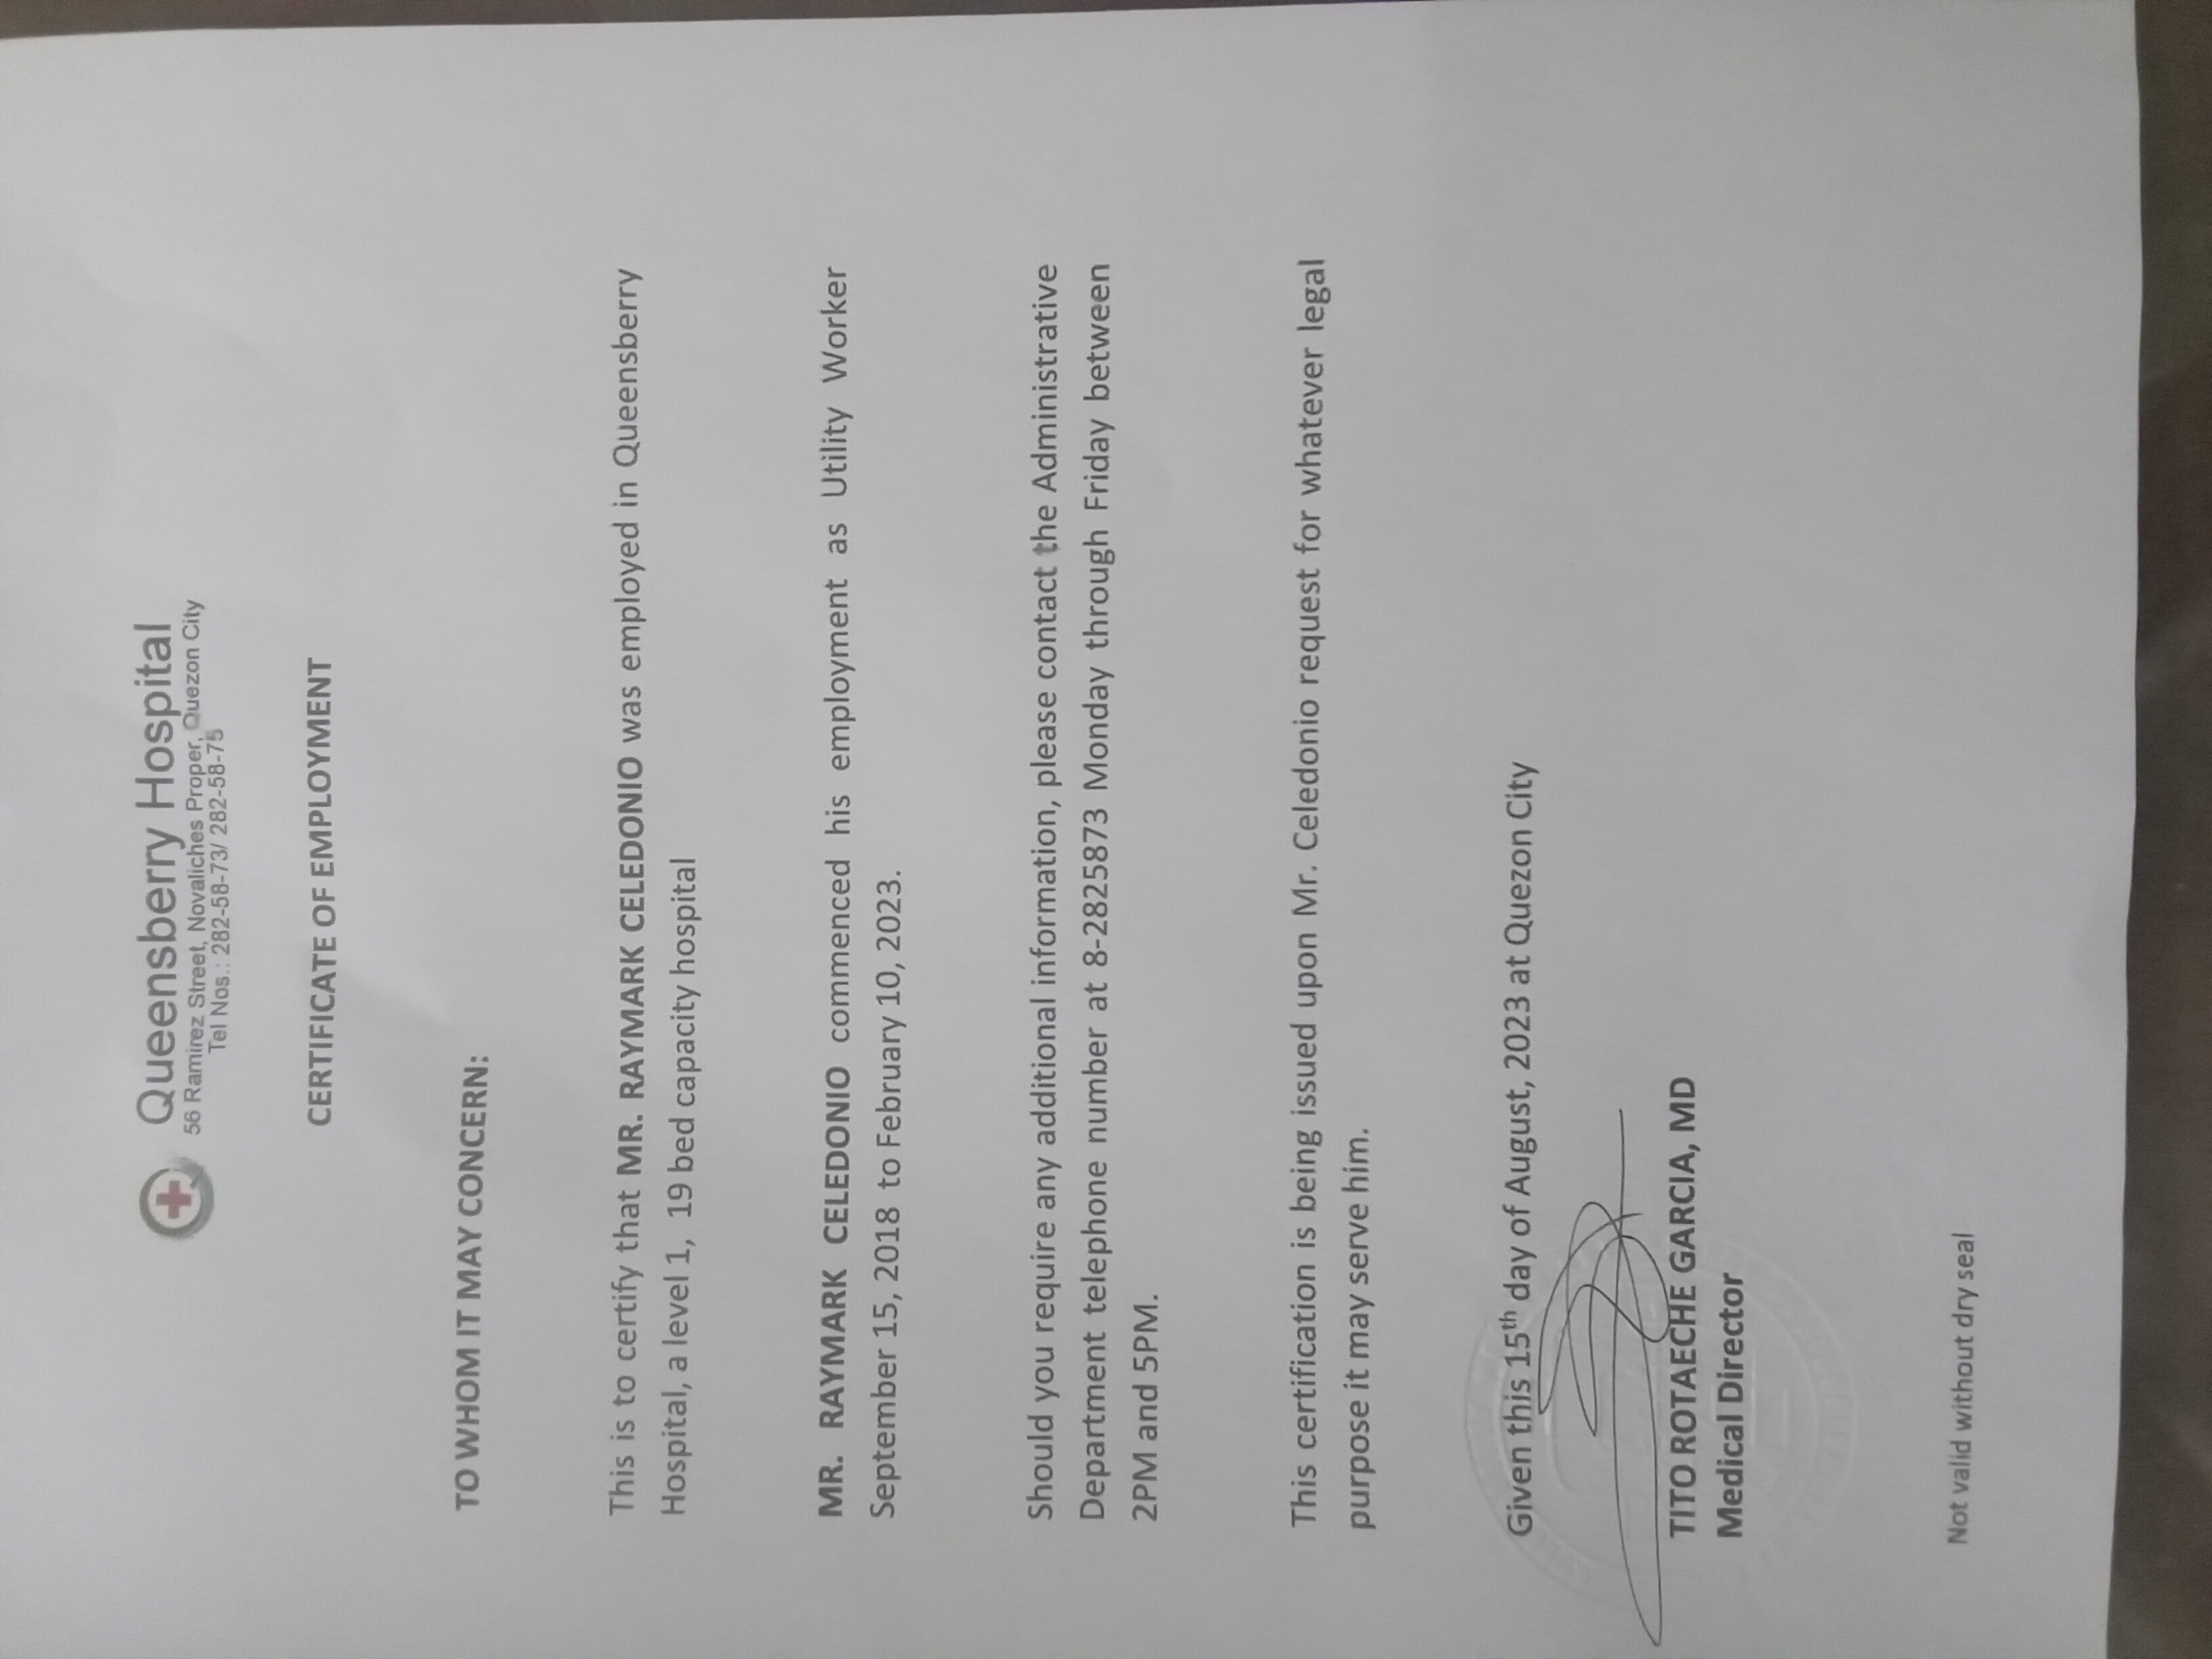 Queensberry Hospital
56 Ramirez Street, Novaliches Proper, Quezon City
Tel Nos.: 282-58-73/ 282-58-75
CERTIFICATE OF EMPLOYMENT
TO WHOM IT MAY CONCERN:
This is to certify that MR. RAYMARK CELEDONIO was employed in Queensberry
Hospital, a level 1, 19 bed capacity hospital
MR. RAYMARK CELEDONIO commenced his employment as Utility Worker
September 15, 2018 to February 10, 2023.
Should you require any additional information, please contact the Administrative
Department telephone number at 8-2825873 Monday through Friday between
2PM and 5PM.
This certification is being issued upon Mr. Celedonio request for whatever legal
purpose it may serve him.
Given this 15th day of August, 2023 at Quezon City
TITO ROTAECHE GARCIA, MD
Medical Director
Not valid without dry seal